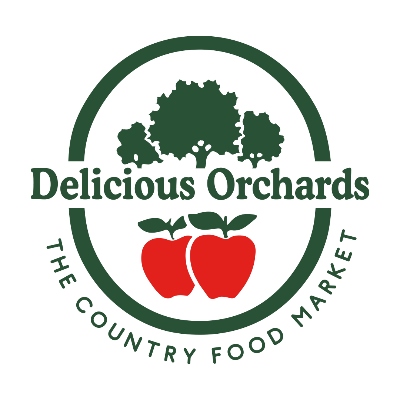 Delicious Orchards
THE COUNTRY FOOD MARKET